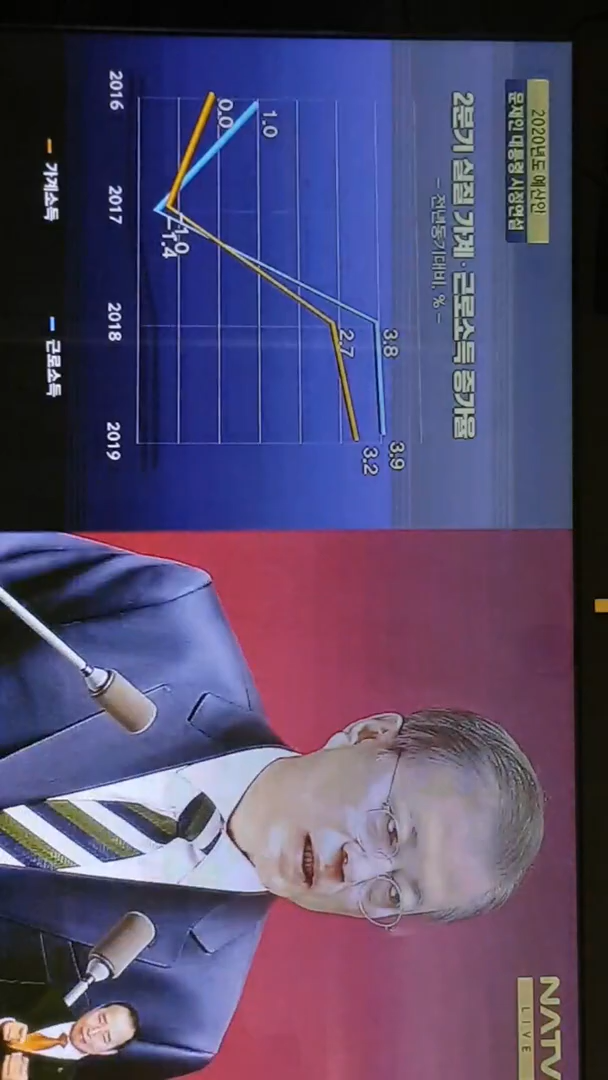 2020년도 예산안
문재인 대통령 시정연설
2분기 실질 가계·근로소득 증가율
- 전년동기대비, % -
3.8
3.9
2.7
3.2
1.0
0.0
-1.0
-1.4
2016
2017
2018
2019
가계소득
근로소득
NATV
LIVE